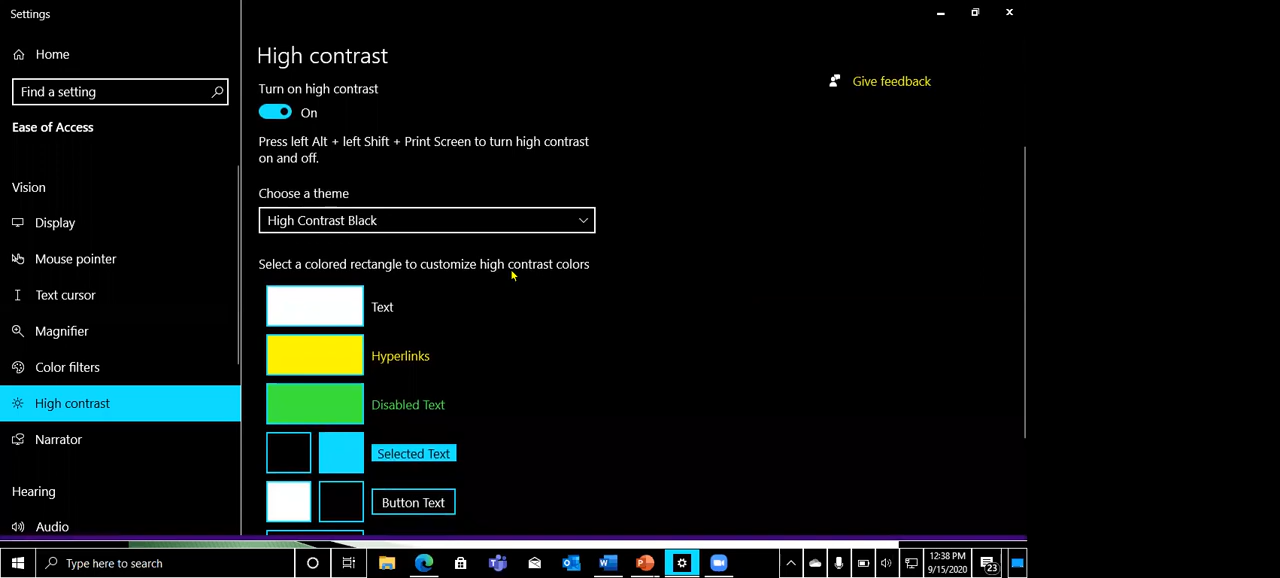 Settings
Home
Find a setting
Ease of Access
Vision
Display
Mouse pointer
Text cursor
Magnifier
Color filters
High contrast
Narrator
Hearing
Audio
High contrast
Turn on high contrast
On
Press left Alt + left Shift + Print Screen to turn high contrast
on and off.
Choose a theme
High Contrast Black
Select a colored rectangle to customize high contrast colors
Text
Hyperlinks
Disabled Text
Selected Text
Button Text
Give feedback
Type here to search
12:38 PM
9/15/2020
23